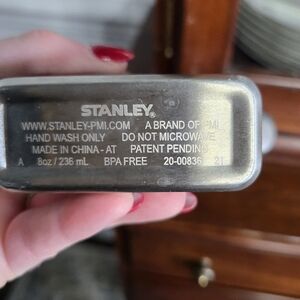 STANLEY
WWW.STANLEY-PMI.COM A BRAND OF PMI
HAND WASH ONLY DO NOT MICROWAVE
MADE IN CHINA - AT PATENT PENDING
A 8oz / 236 mL BPA FREE 20-00836 21